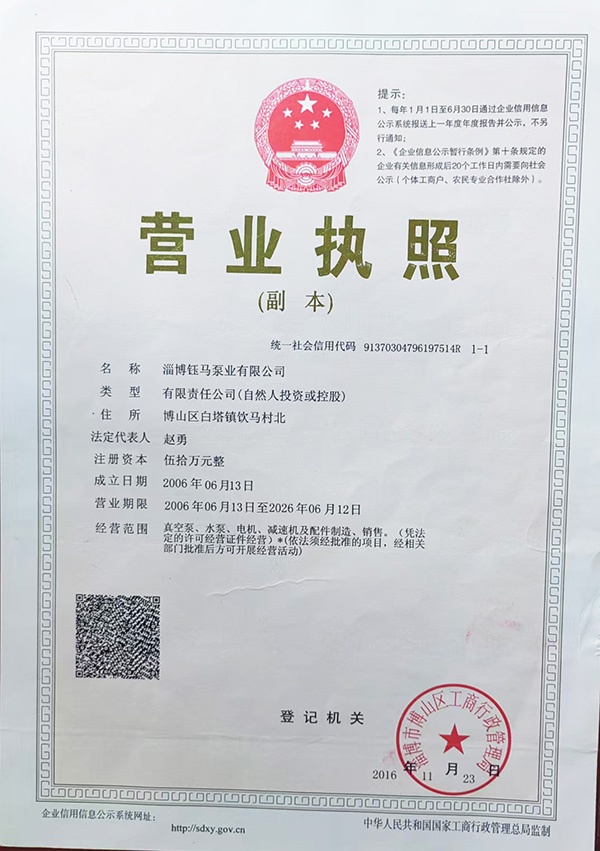 提示：
1、每年1月1日至6月30日通过企业信用信息
公示系统报送上一年度年度报告并公示，不另
行通知；
2、《企业信息公示暂行条例》第十条规定的
企业有关信息形成后20个工作日内需要向社会
公示（个体工商户、农民专业合作社除外）。
营业执照
(副 本)
统一社会信用代码 91370304796197514R 1-1
名 称 淄博钰马泵业有限公司
类 型 有限责任公司(自然人投资或控股)
住 所 博山区白塔镇饮马村北
法定代表人 赵勇
注册资本 伍拾万元整
成立日期 2006年06月13日
营业期限 2006年06月13日至2026年06月12日
经营范围 真空泵、水泵、电机、减速机及配件制造、销售。（凭法
定的许可经营证件经营）*(依法须经批准的项目，经相关
部门批准后方可开展经营活动)
登记机关
淄博市博山区工商行政管理局
2016 年 11 月 23 日
企业信用信息公示系统网址：
http://sdxy.gov.cn
中华人民共和国国家工商行政管理总局监制